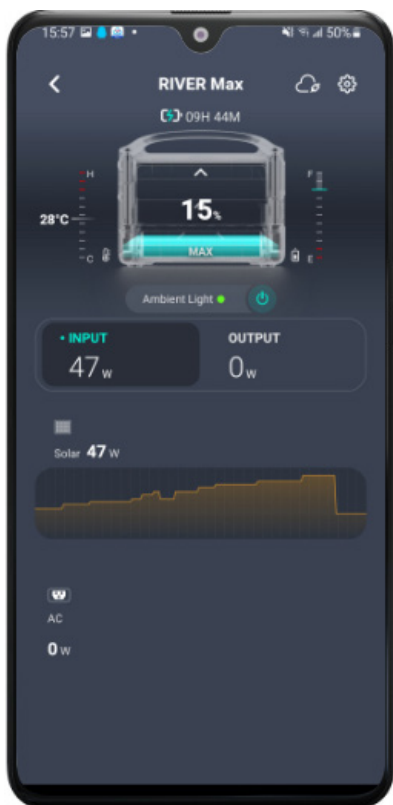 15:57 50%
RIVER Max
09H 44M
H F
15%
28°C
MAX
C E
Ambient Light
• INPUT OUTPUT
47 W 0 W
Solar 47 W
AC
0 W